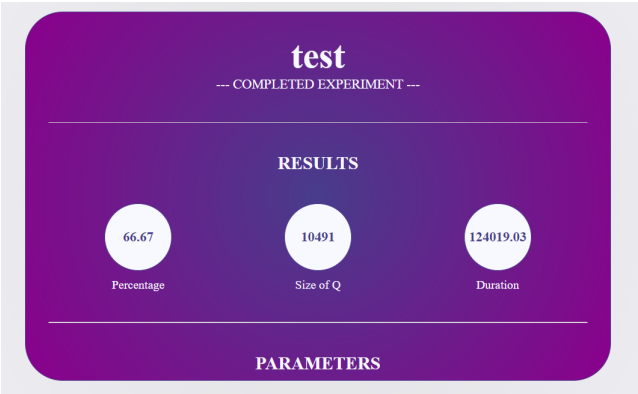 test
--- COMPLETED EXPERIMENT ---
RESULTS
66.67
10491
124019.03
Percentage
Size of Q
Duration
PARAMETERS